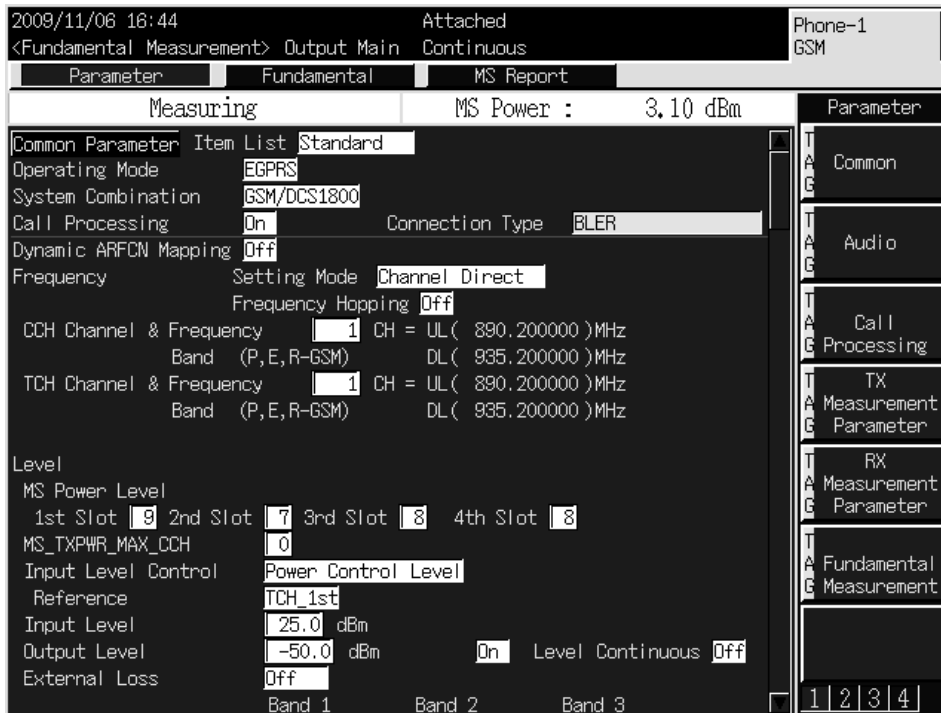 2009/11/06 16:44 Attached
<Fundamental Measurement> Output Main Continuous
Phone-1
GSM
Parameter Fundamental MS Report
Measuring MS Power : 3.10 dBm
Common Parameter Item List Standard
Operating Mode EGPRS
System Combination GSM/DCS1800
Call Processing On Connection Type BLER
Dynamic ARFCN Mapping Off
Frequency Setting Mode Channel Direct
Frequency Hopping Off
CCH Channel & Frequency 1 CH = UL( 890.200000 )MHz
Band (P,E,R-GSM) DL( 935.200000 )MHz
TCH Channel & Frequency 1 CH = UL( 890.200000 )MHz
Band (P,E,R-GSM) DL( 935.200000 )MHz
Level
MS Power Level
1st Slot 9 2nd Slot 7 3rd Slot 8 4th Slot 8
MS_TXPWR_MAX_CCH 0
Input Level Control Power Control Level
Reference TCH_1st
Input Level 25.0 dBm
Output Level -50.0 dBm On Level Continuous Off
External Loss Off
Band 1 Band 2 Band 3
Parameter
TAG Common
TAG Audio
TAG Call
Processing
TAG TX
Measurement
Parameter
TAG RX
Measurement
Parameter
TAG Fundamental
Measurement
1 2 3 4